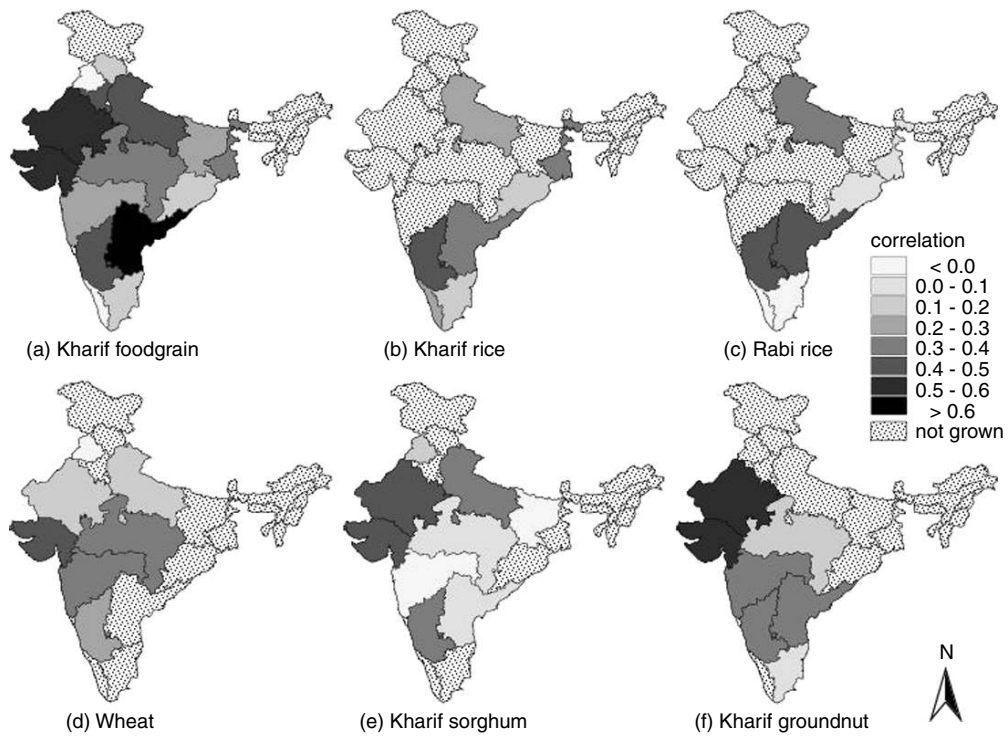 (a) Kharif foodgrain
(b) Kharif rice
(c) Rabi rice
correlation
< 0.0
0.0 - 0.1
0.1 - 0.2
0.2 - 0.3
0.3 - 0.4
0.4 - 0.5
0.5 - 0.6
> 0.6
not grown
(d) Wheat
(e) Kharif sorghum
(f) Kharif groundnut
N